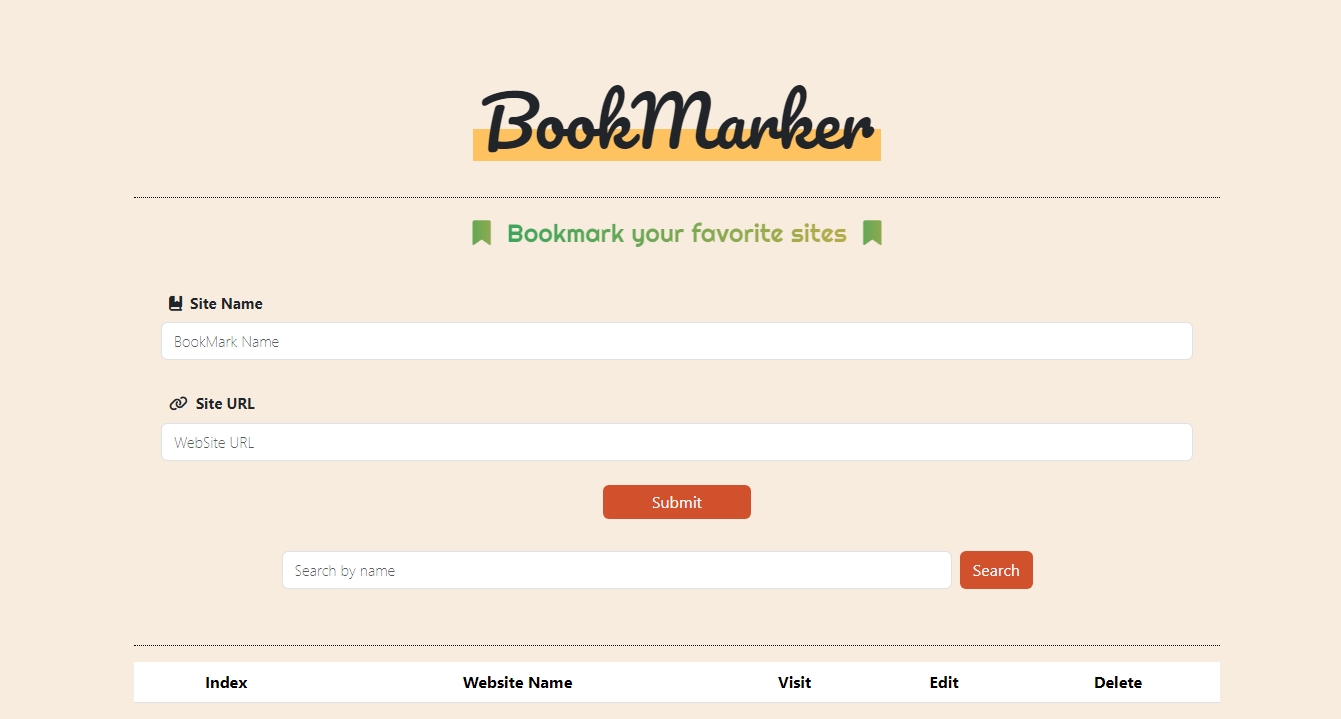 BookMarker
Bookmark your favorite sites
Site Name
BookMark Name
Site URL
WebSite URL
Submit
Search by name Search
Index Website Name Visit Edit Delete